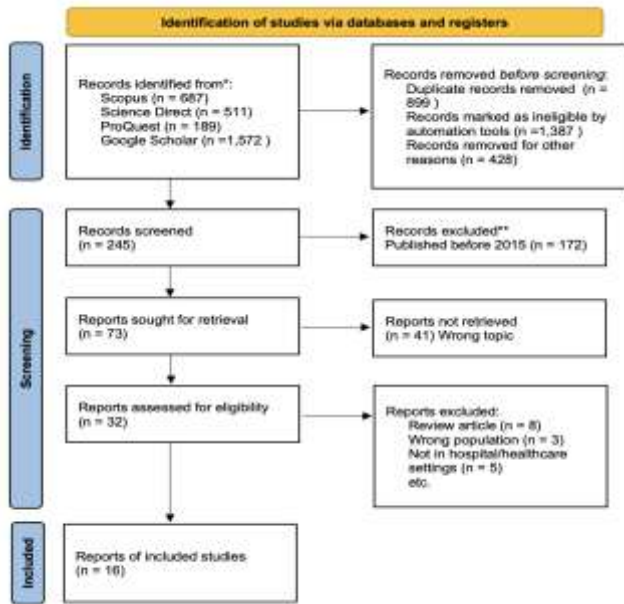 Identification of studies via databases and registers
Identification
Records identified from*:
Scopus (n = 687)
Science Direct (n = 511)
ProQuest (n = 189)
Google Scholar (n =1,572 )
Records removed before screening:
Duplicate records removed (n =
899 )
Records marked as ineligible by
automation tools (n =1,387 )
Records removed for other
reasons (n = 428)
Screening
Records screened
(n = 245)
Records excluded**
Published before 2015 (n = 172)
Reports sought for retrieval
(n = 73)
Reports not retrieved
(n = 41) Wrong topic
Reports assessed for eligibility
(n = 32)
Reports excluded:
Review article (n = 8)
Wrong population (n = 3)
Not in hospital/healthcare
settings (n = 5)
etc.
Included
Reports of included studies
(n = 16)